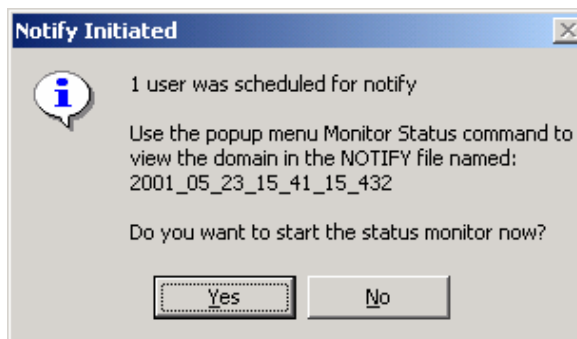 Notify Initiated
1 user was scheduled for notify
Use the popup menu Monitor Status command to
view the domain in the NOTIFY file named:
2001_05_23_15_41_15_432
Do you want to start the status monitor now?
Yes
No